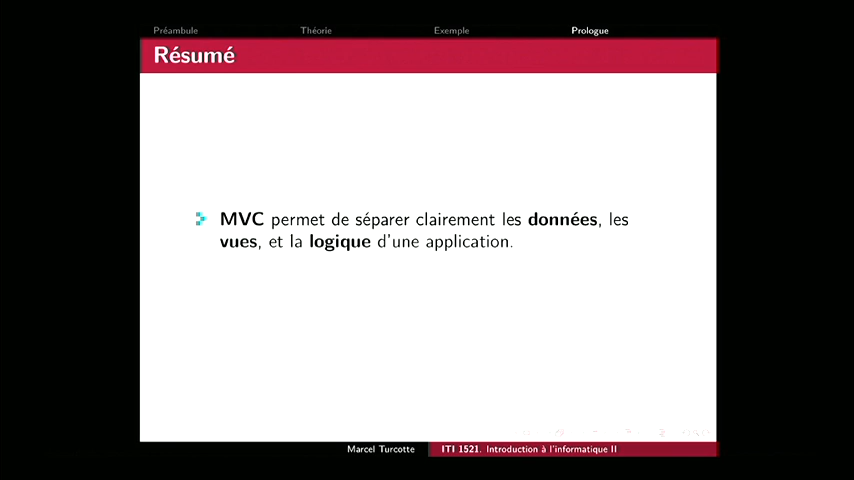 Préambule Théorie Exemple Prologue
Résumé
MVC permet de séparer clairement les données, les
vues, et la logique d'une application.
Marcel Turcotte ITI 1521. Introduction à l'informatique II